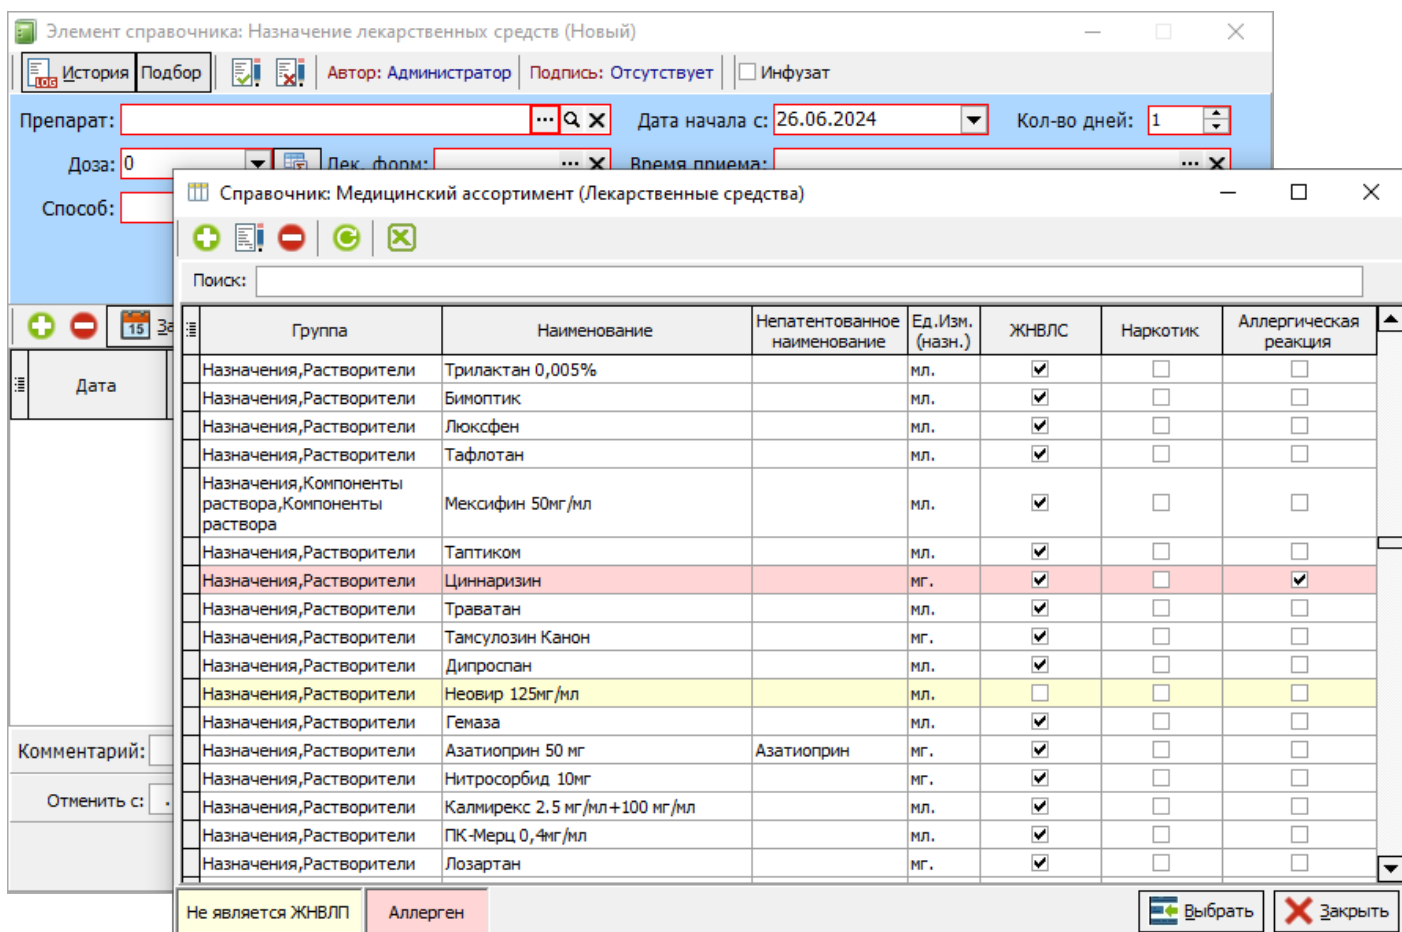 Элемент справочника: Назначение лекарственных средств (Новый)
LOG История Подбор Автор: Администратор Подпись: Отсутствует Инфузат
Препарат: ... Дата начала с: 26.06.2024 Кол-во дней: 1
Доза: 0 Лек. форм: ... Время приема: ...
Способ:
15 За
Дата
Комментарий:
Отменить с: .
Справочник: Медицинский ассортимент (Лекарственные средства)
Поиск:
Группа Наименование Непатентованное наименование Ед.Изм. (назн.) ЖНВЛС Наркотик Аллергическая реакция
Назначения,Растворители Трилактан 0,005% мл.
Назначения,Растворители Бимоптик мл.
Назначения,Растворители Люксфен мл.
Назначения,Растворители Тафлотан мл.
Назначения,Компоненты
раствора,Компоненты Мексифин 50мг/мл мл.
раствора
Назначения,Растворители Таптиком мл.
Назначения,Растворители Циннаризин мг.
Назначения,Растворители Траватан мл.
Назначения,Растворители Тамсулозин Канон мг.
Назначения,Растворители Дипроспан мл.
Назначения,Растворители Неовир 125мг/мл мл.
Назначения,Растворители Гемаза мл.
Назначения,Растворители Азатиоприн 50 мг Азатиоприн мг.
Назначения,Растворители Нитросорбид 10мг мг.
Назначения,Растворители Калмирекс 2.5 мг/мл+100 мг/мл мл.
Назначения,Растворители ПК-Мерц 0,4мг/мл мл.
Назначения,Растворители Лозартан мг.
Не является ЖНВЛП Аллерген Выбрать Закрыть